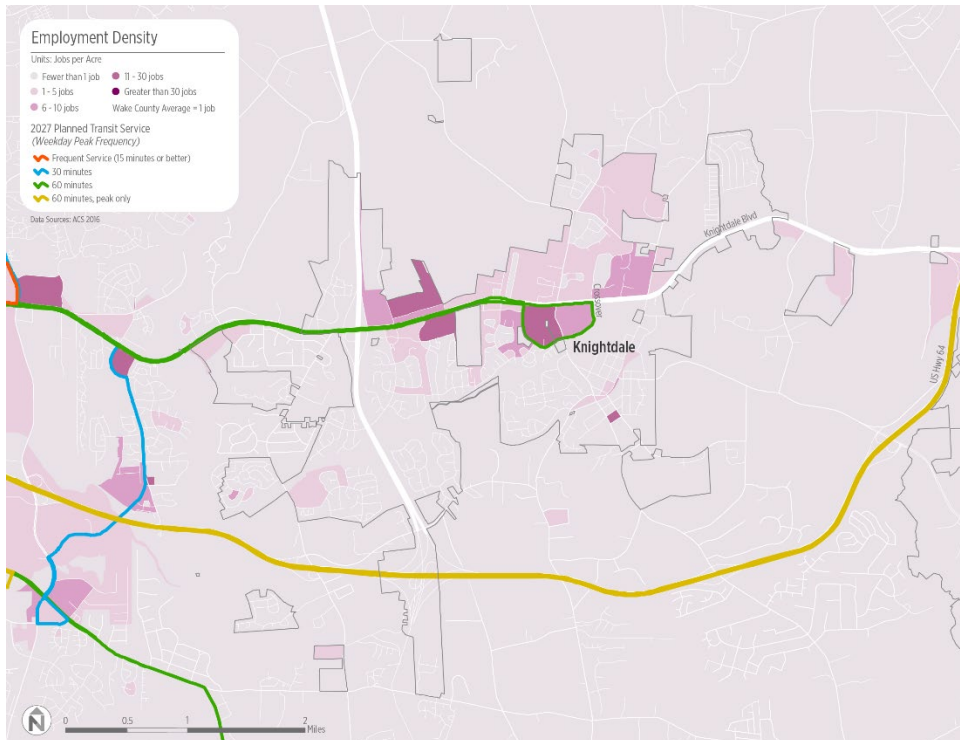 Employment Density
Units: Jobs per Acre
Fewer than 1 job
1 - 5 jobs
6 - 10 jobs
11 - 30 jobs
Greater than 30 jobs
Wake County Average = 1 job
2027 Planned Transit Service
(Weekday Peak Frequency)
Frequent Service (15 minutes or better)
30 minutes
60 minutes
60 minutes, peak only
Data Sources: ACS 2016
Knightdale Blvd
Knightdale
US Hwy 64
N
0 0.5 1 2
Miles